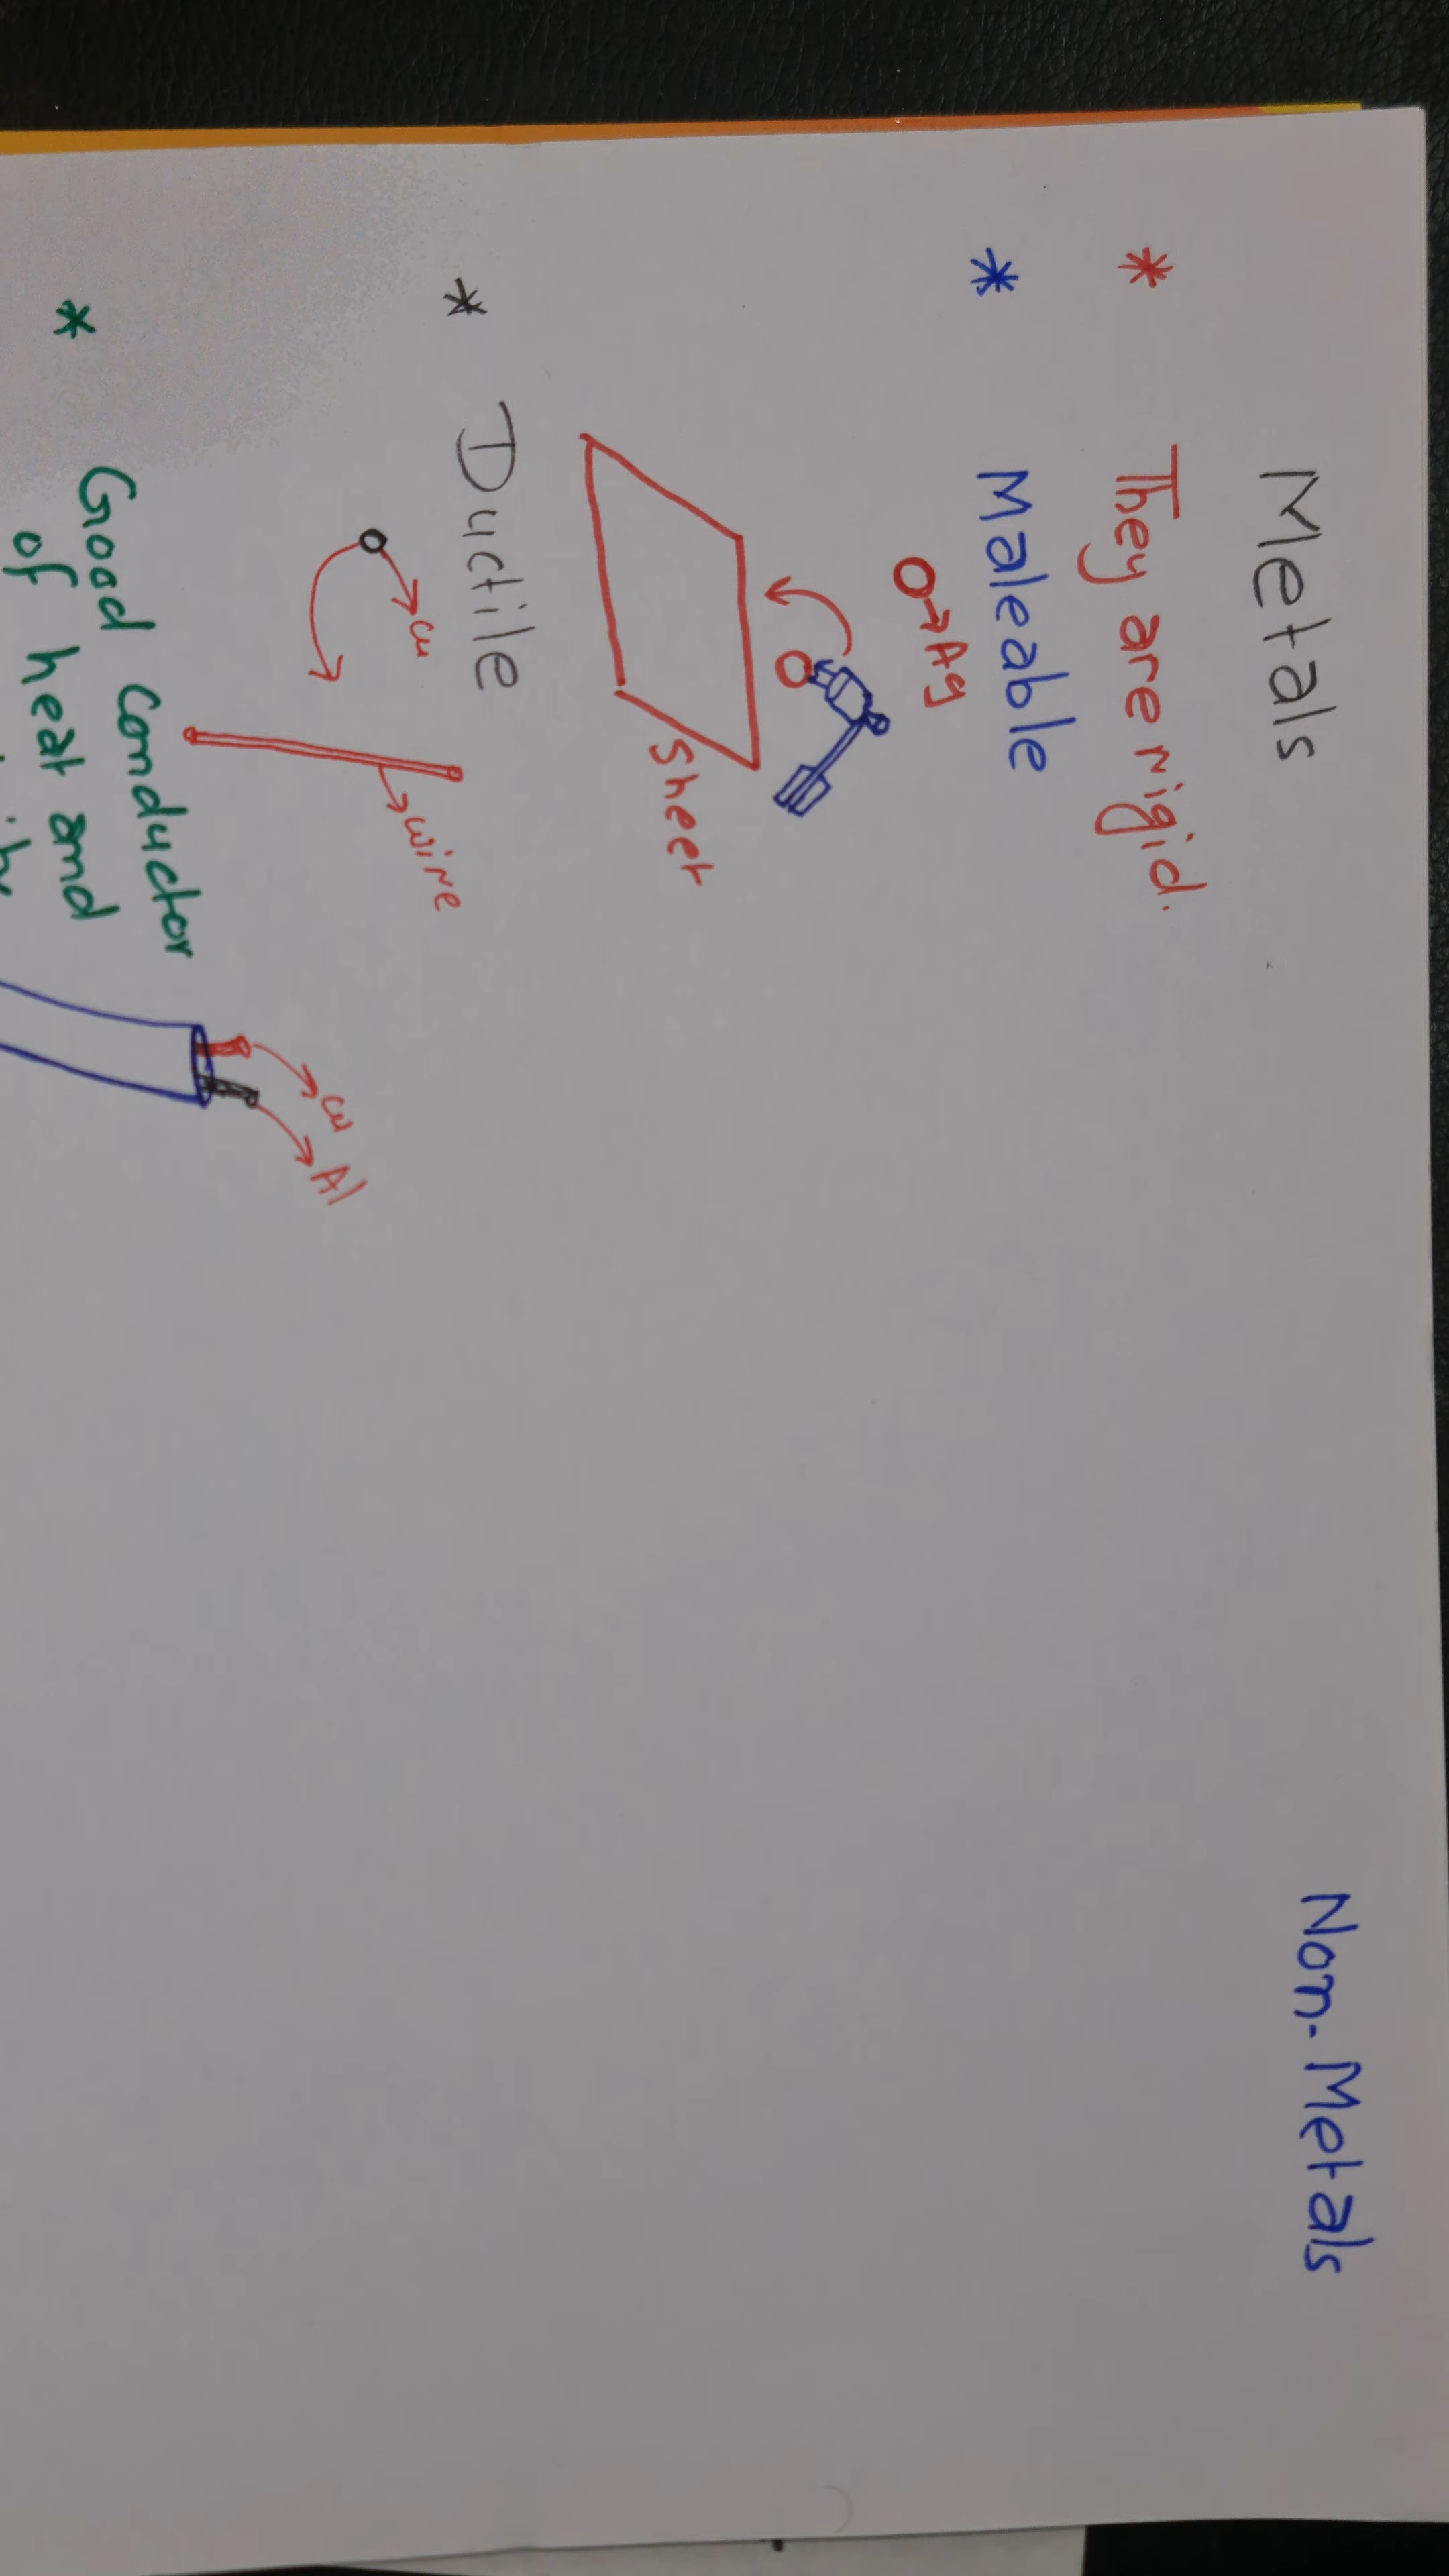 Metals
Non-Metals
* They are rigid.
* Maleable
Ag
Sheet
* Ductile
Cu
Wire
* Good conductor
of heat and
Cu
Al